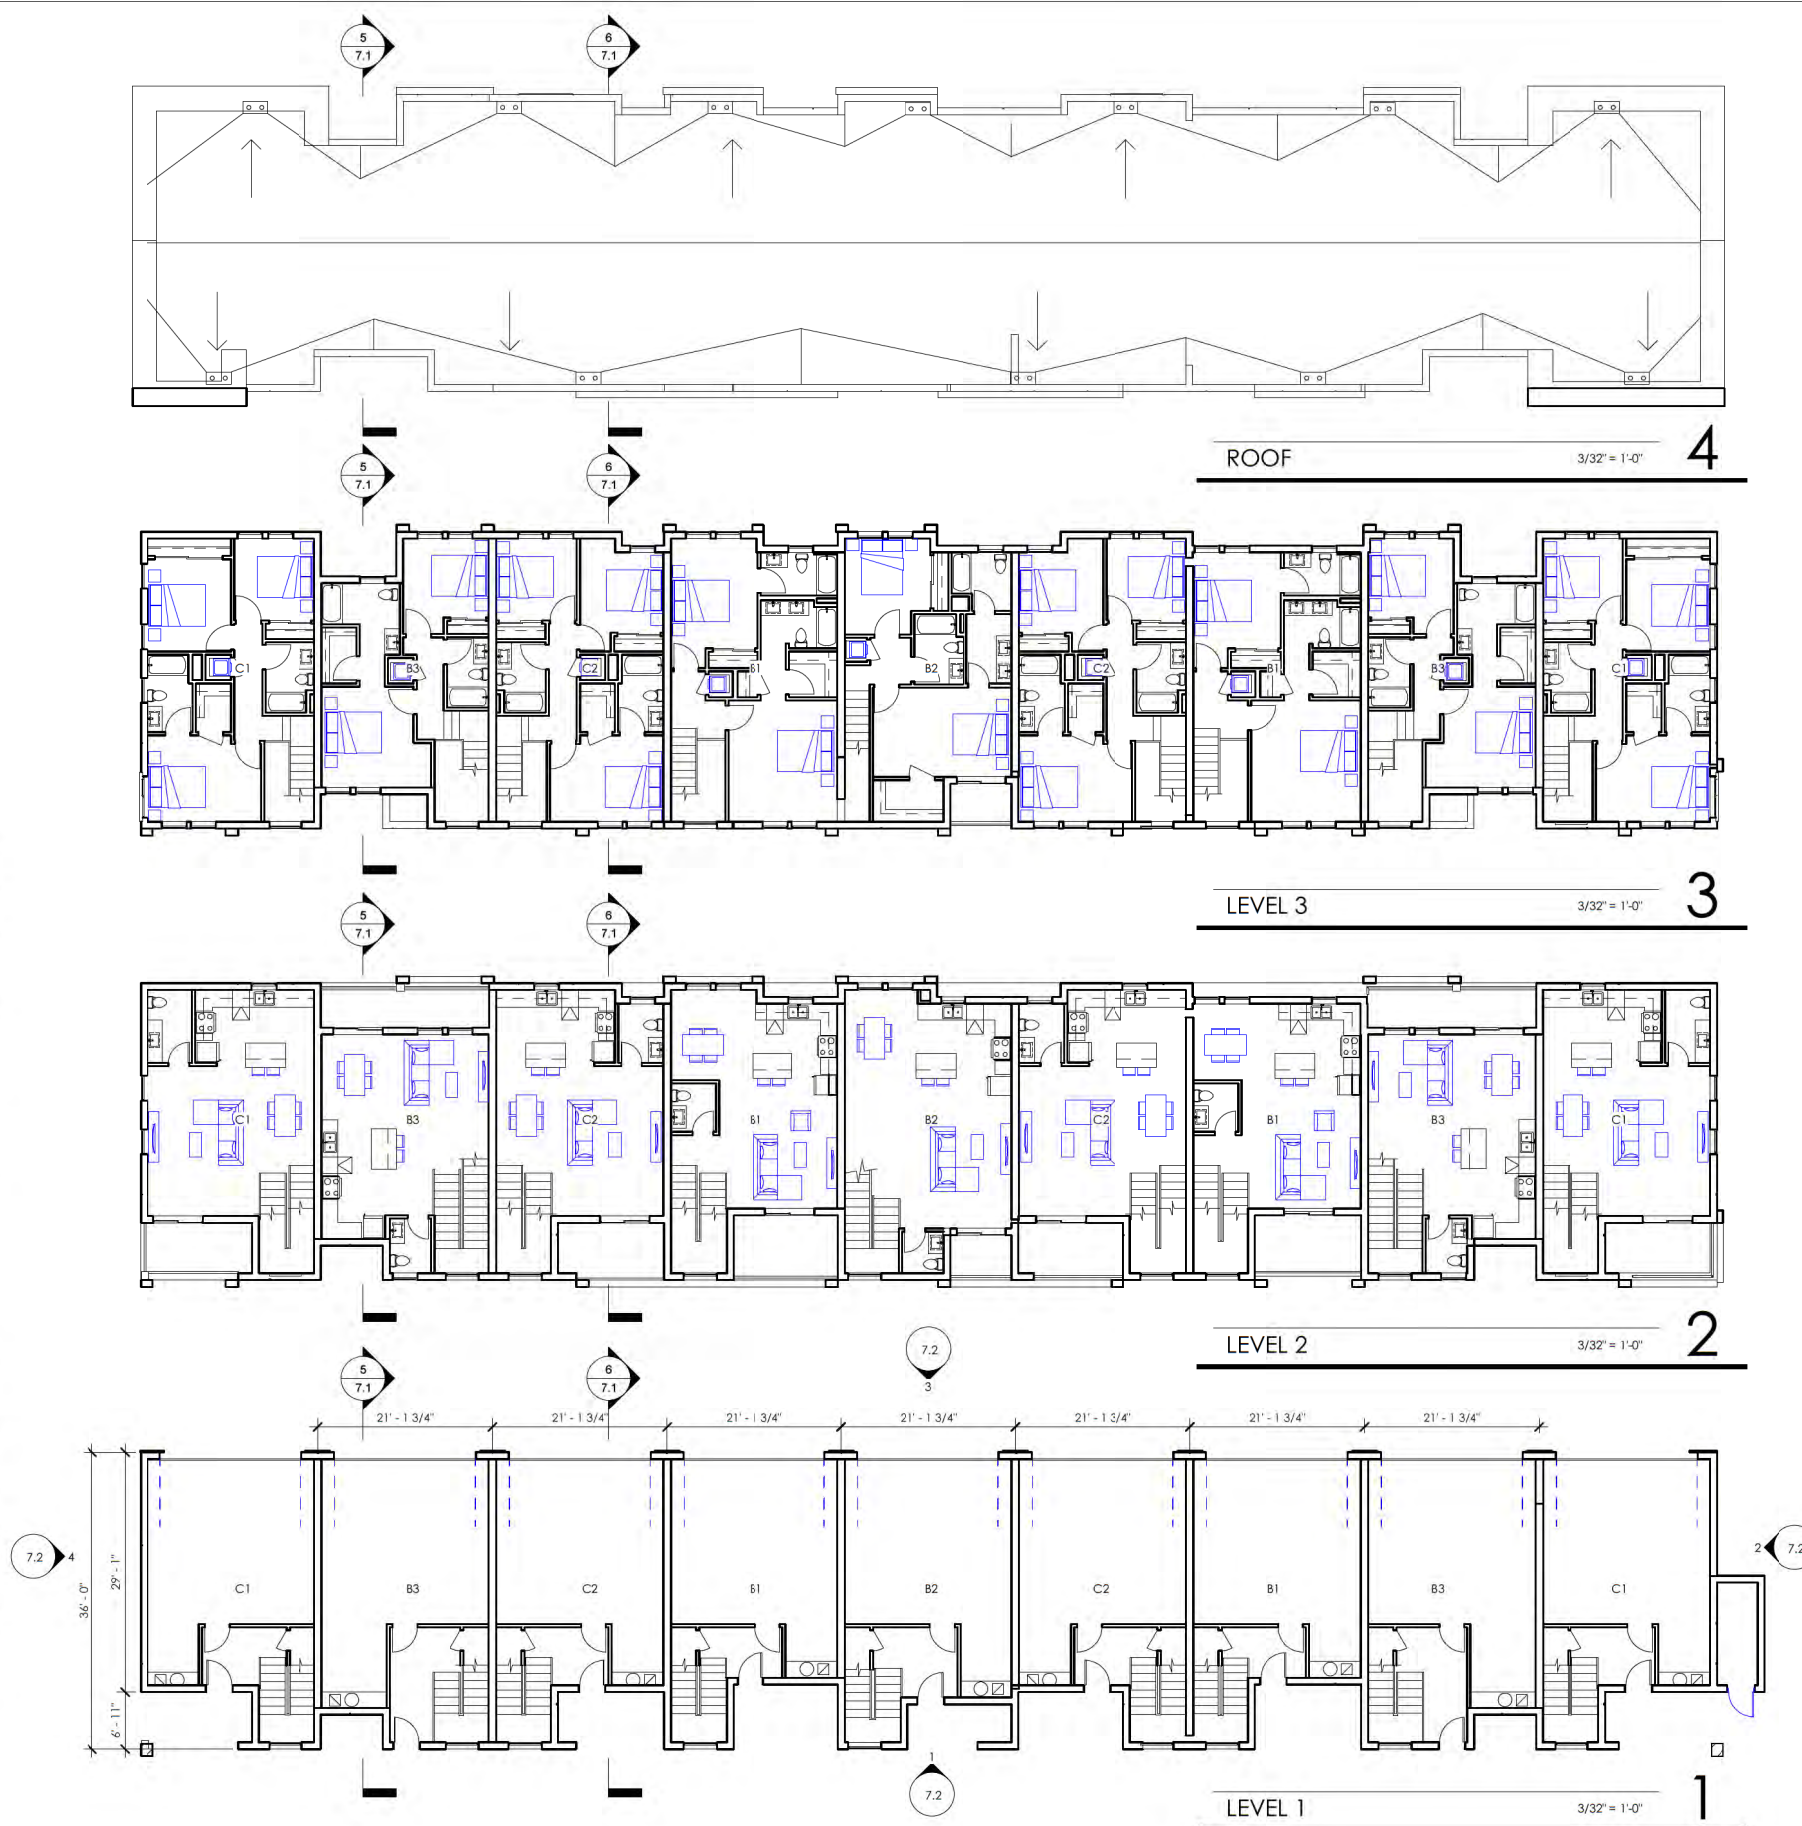 5 6
7.1 7.1
ROOF 3/32" = 1'-0" 4
5 6
7.1 7.1
C1 B3 C2 B1 B2 C2 B1 B3 C1
LEVEL 3 3/32" = 1'-0" 3
5 6
7.1 7.1
C1 B3 C2 B1 B2 C2 B1 B3 C1
LEVEL 2 3/32" = 1'-0" 2
7.2
3
5 6
7.1 7.1
21' - 1 3/4" 21' - 1 3/4" 21' - 1 3/4" 21' - 1 3/4" 21' - 1 3/4" 21' - 1 3/4" 21' - 1 3/4"
7.2 4
36' - 0"
29' - 1"
6' - 11"
2 7.2
C1 B3 C2 B1 B2 C2 B1 B3 C1
1
7.2
LEVEL 1 3/32" = 1'-0" 1